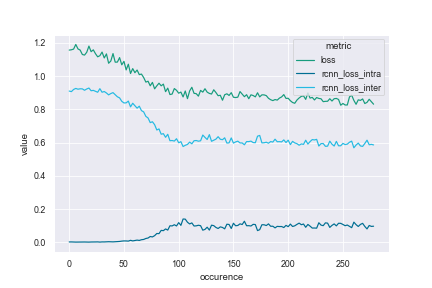 metric
loss
rcnn_loss_intra
rcnn_loss_inter
value
1.2
1.0
0.8
0.6
0.4
0.2
0.0
0 50 100 150 200 250
occurence